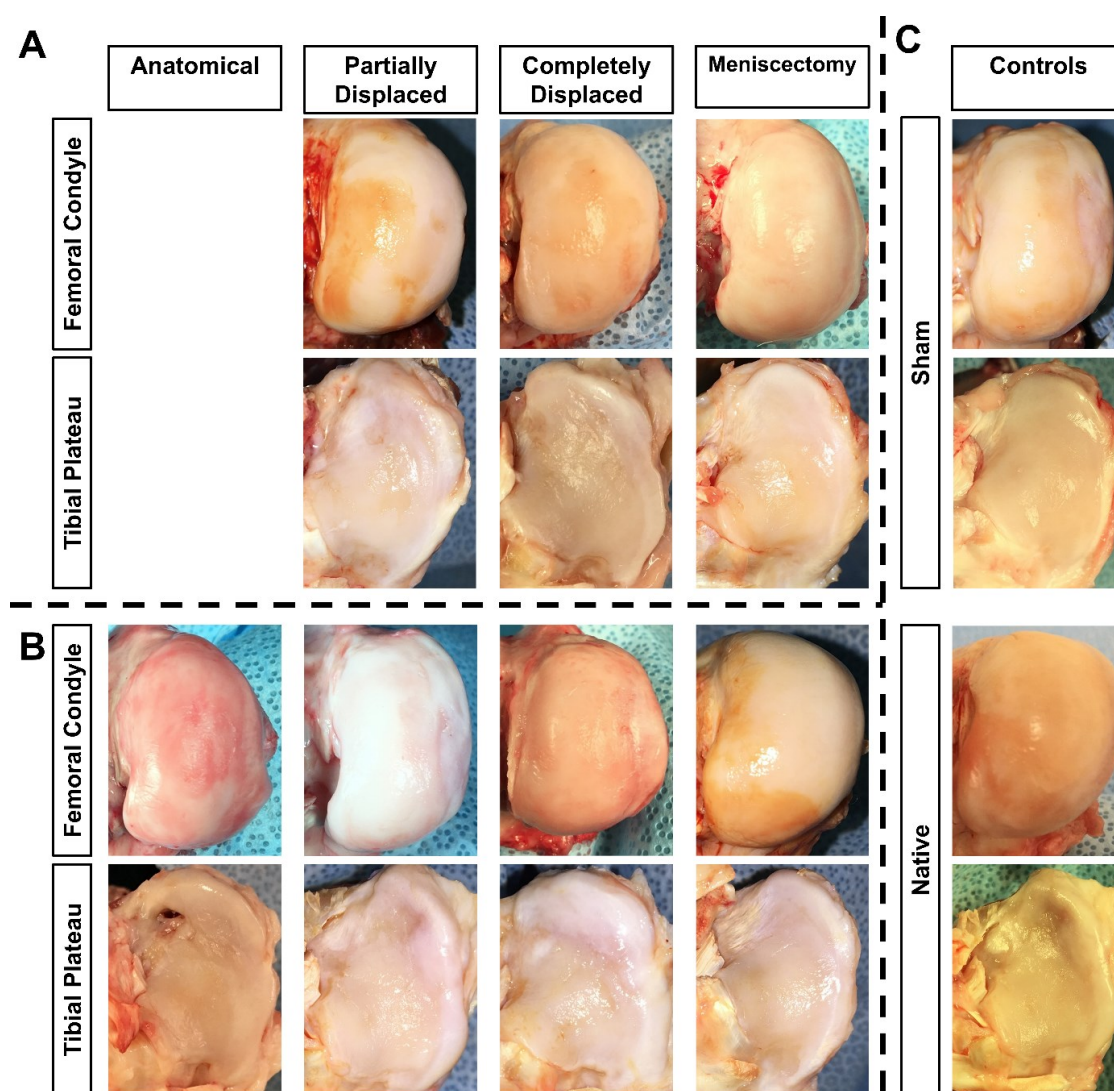 A
C
Anatomical
Partially
Displaced
Completely
Displaced
Meniscectomy
Controls
Femoral Condyle
Tibial Plateau
Sham
B
Femoral Condyle
Tibial Plateau
Native